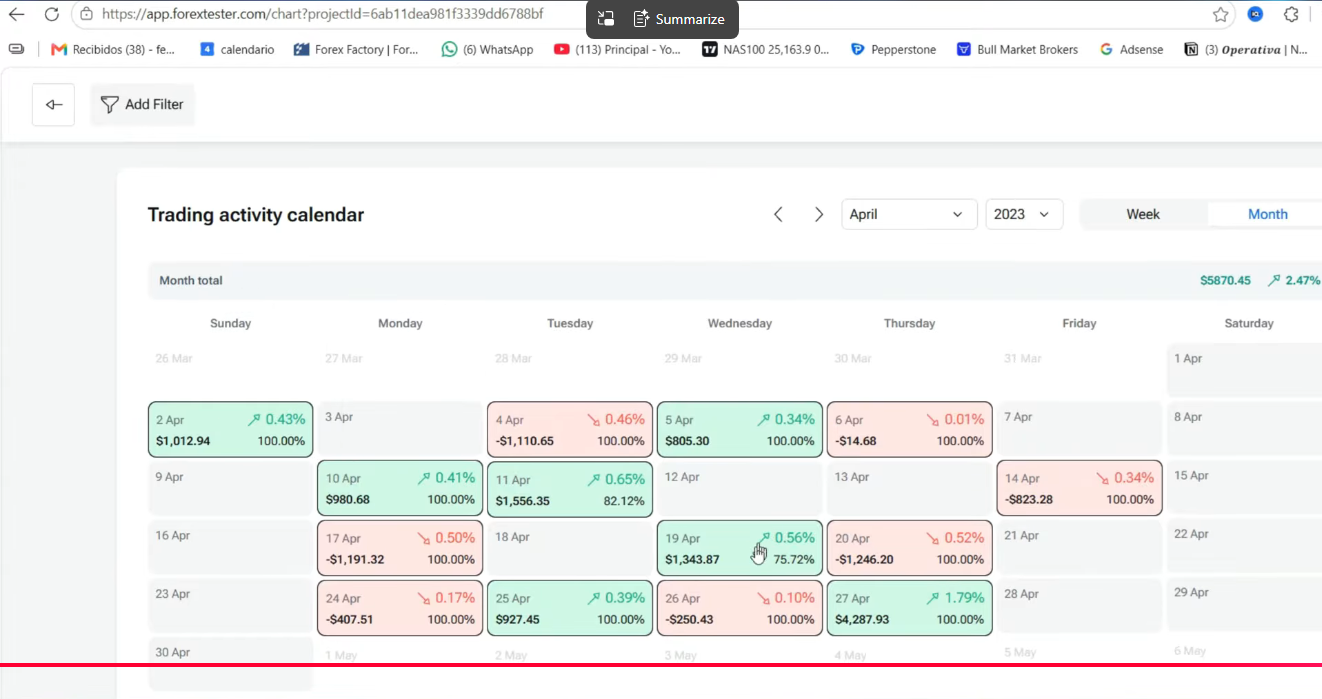 https://app.forextester.com/chart?projectId=6ab11dea981f3339dd6788bf
Summarize
Recibidos (38) - fe...
calendario
Forex Factory | For...
(6) WhatsApp
(113) Principal - Yo...
NAS100 25,163.9 0...
Pepperstone
Bull Market Brokers
Adsense
(3) Operativa | N...
Add Filter
Trading activity calendar
April
2023
Week
Month
Month total
$5870.45 2.47%
Sunday Monday Tuesday Wednesday Thursday Friday Saturday
26 Mar 27 Mar 28 Mar 29 Mar 30 Mar 31 Mar 1 Apr
2 Apr 0.43%
$1,012.94 100.00%
3 Apr
4 Apr 0.46%
-$1,110.65 100.00%
5 Apr 0.34%
$805.30 100.00%
6 Apr 0.01%
-$14.68 100.00%
7 Apr
8 Apr
9 Apr
10 Apr 0.41%
$980.68 100.00%
11 Apr 0.65%
$1,556.35 82.12%
12 Apr
13 Apr
14 Apr 0.34%
-$823.28 100.00%
15 Apr
16 Apr
17 Apr 0.50%
-$1,191.32 100.00%
18 Apr
19 Apr 0.56%
$1,343.87 75.72%
20 Apr 0.52%
-$1,246.20 100.00%
21 Apr
22 Apr
23 Apr
24 Apr 0.17%
-$407.51 100.00%
25 Apr 0.39%
$927.45 100.00%
26 Apr 0.10%
-$250.43 100.00%
27 Apr 1.79%
$4,287.93 100.00%
28 Apr
29 Apr
30 Apr 1 May 2 May 3 May 4 May 5 May 6 May